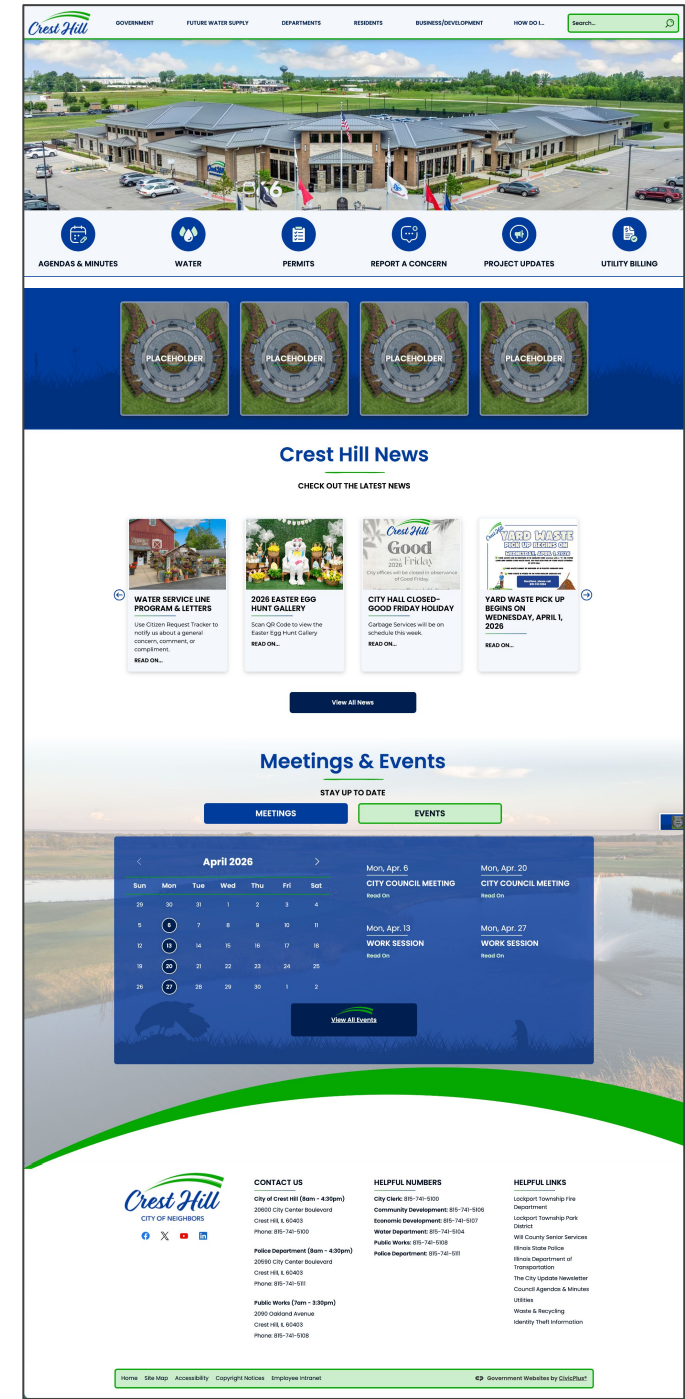 Crest Hill
GOVERNMENT
FUTURE WATER SUPPLY
DEPARTMENTS
RESIDENTS
BUSINESS/DEVELOPMENT
HOW DO I...
Search...
AGENDAS & MINUTES
WATER
PERMITS
REPORT A CONCERN
PROJECT UPDATES
UTILITY BILLING
PLACEHOLDER
PLACEHOLDER
PLACEHOLDER
PLACEHOLDER
Crest Hill News
CHECK OUT THE LATEST NEWS
WATER SERVICE LINE
PROGRAM & LETTERS
Use Citizen Request Tracker to
notify us about a general
concern, comment, or
compliment.
READ ON...
2026 EASTER EGG
HUNT GALLERY
Scan QR Code to view the
Easter Egg Hunt Gallery
READ ON...
Crest Hill
Good
APRIL 3
2026 Friday
City offices will be closed in observance
of Good Friday.
CITY HALL CLOSED-
GOOD FRIDAY HOLIDAY
Garbage Services will be on
schedule this week.
READ ON...
YARD WASTE
PICK UP BEGINS ON
WEDNESDAY, APRIL 1, 2026
YARD WASTE PICK UP
BEGINS ON
WEDNESDAY, APRIL 1,
2026
READ ON...
View All News
Meetings & Events
STAY UP TO DATE
MEETINGS
EVENTS
April 2026
Sun Mon Tue Wed Thu Fri Sat
29 30 31 1 2 3 4
5 6 7 8 9 10 11
12 13 14 15 16 17 18
19 20 21 22 23 24 25
26 27 28 29 30 1 2
Mon, Apr. 6
CITY COUNCIL MEETING
Read On
Mon, Apr. 20
CITY COUNCIL MEETING
Read On
Mon, Apr. 13
WORK SESSION
Read On
Mon, Apr. 27
WORK SESSION
Read On
View All Events
Crest Hill
CITY OF NEIGHBORS
CONTACT US
City of Crest Hill (8am - 4:30pm)
20600 City Center Boulevard
Crest Hill, IL 60403
Phone: 815-741-5100
Police Department (8am - 4:30pm)
20590 City Center Boulevard
Crest Hill, IL 60403
Phone: 815-741-5111
Public Works (7am - 3:30pm)
2090 Oakland Avenue
Crest Hill, IL 60403
Phone: 815-741-5108
HELPFUL NUMBERS
City Clerk: 815-741-5100
Community Development: 815-741-5106
Economic Development: 815-741-5107
Water Department: 815-741-5104
Public Works: 815-741-5108
Police Department: 815-741-5111
HELPFUL LINKS
Lockport Township Fire
Department
Lockport Township Park
District
Will County Senior Services
Illinois State Police
Illinois Department of
Transportation
The City Update Newsletter
Council Agendas & Minutes
Utilities
Waste & Recycling
Identity Theft Information
Home Site Map Accessibility Copyright Notices Employee Intranet
Government Websites by CivicPlus®